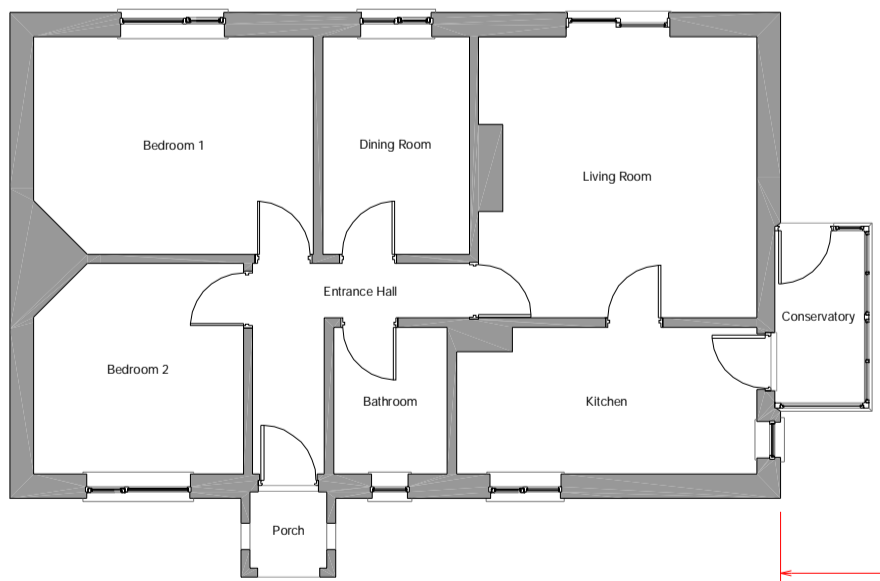 Bedroom 1
Dining Room
Living Room
Entrance Hall
Conservatory
Bedroom 2
Bathroom
Kitchen
Porch